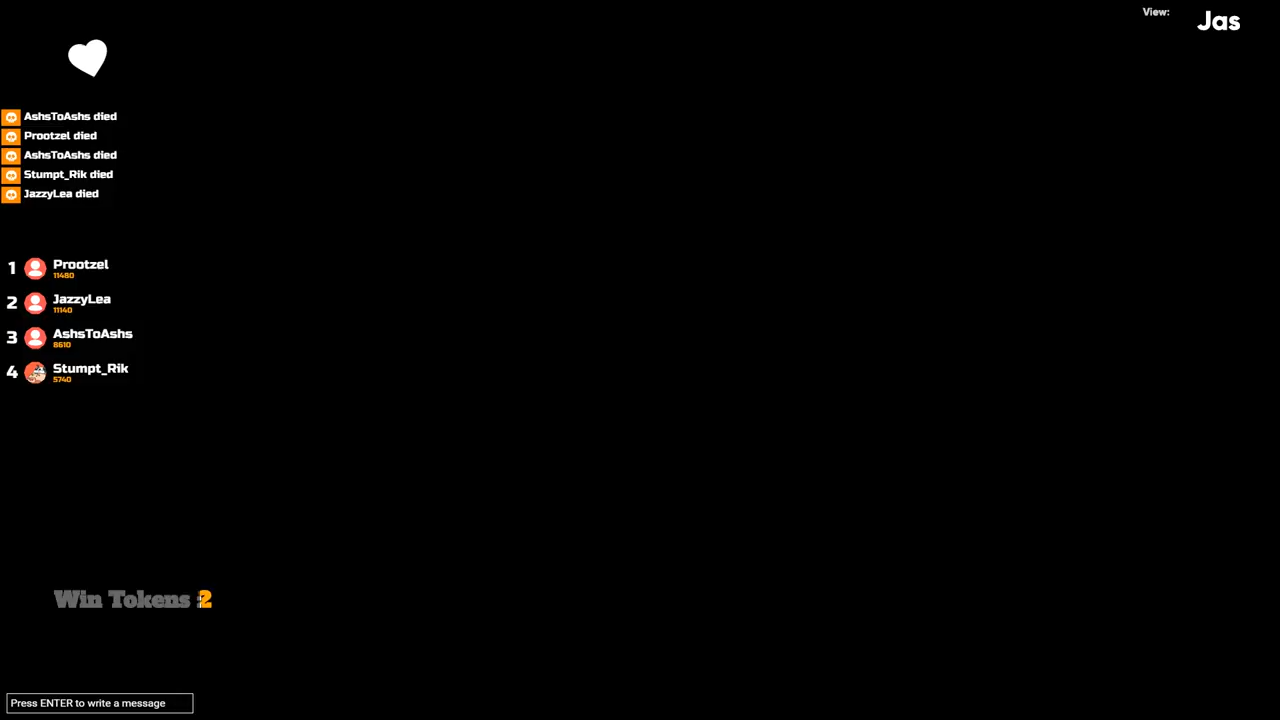 View:
Jas
AshsToAshs died
Prootzel died
AshsToAshs died
Stumpt_Rik died
JazzyLea died
1 Prootzel
11480
2 JazzyLea
11140
3 AshsToAshs
8610
4 Stumpt_Rik
5740
Win Tokens :2
Press ENTER to write a message